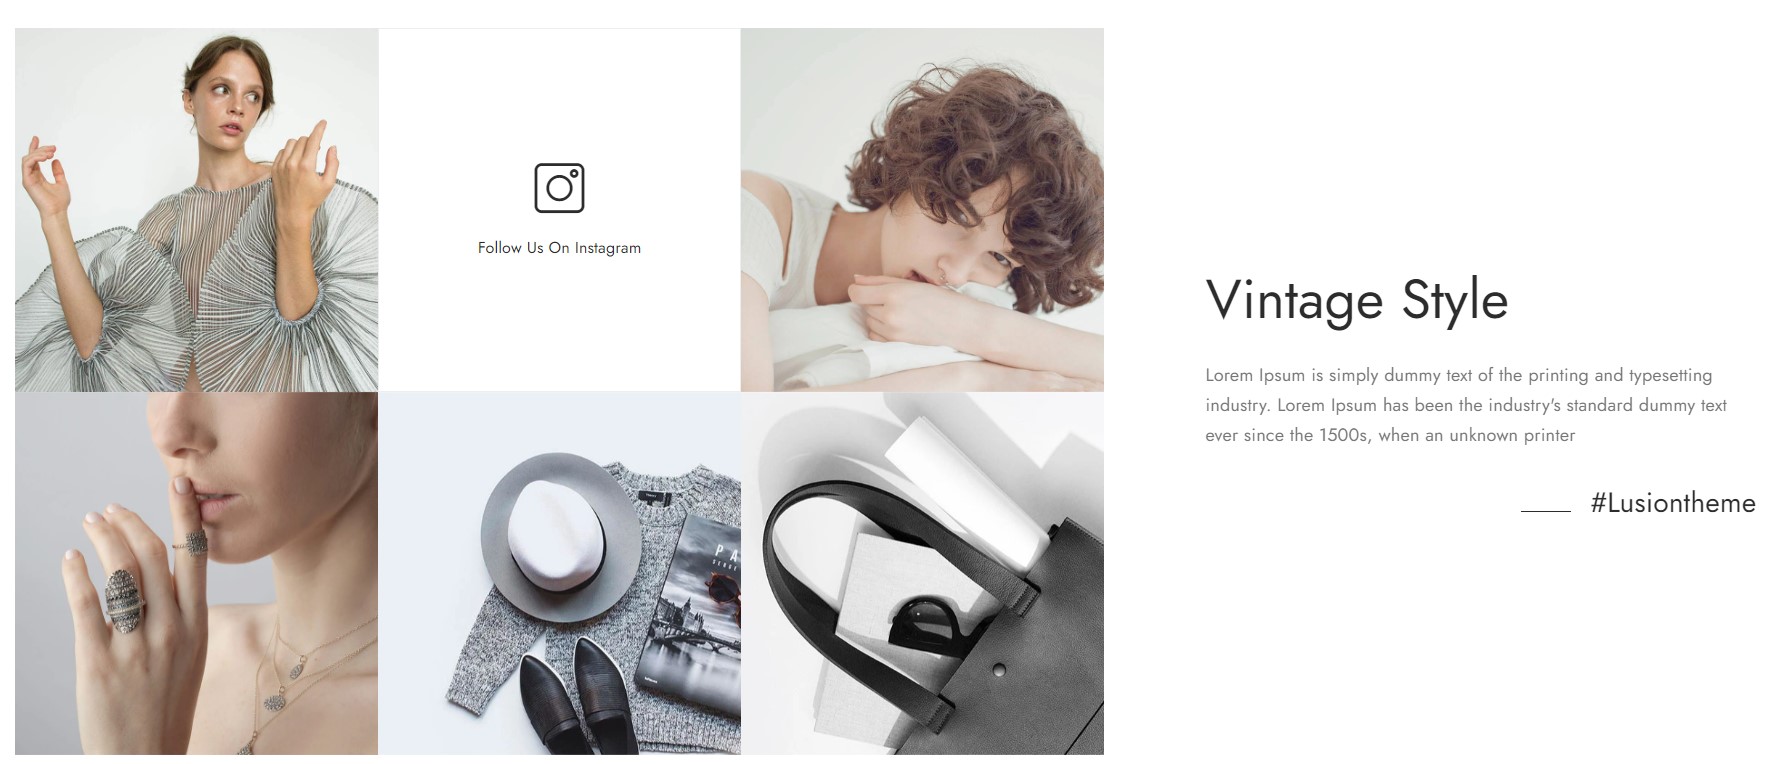 Follow Us On Instagram
Vintage Style
Lorem Ipsum is simply dummy text of the printing and typesetting
industry. Lorem Ipsum has been the industry's standard dummy text
ever since the 1500s, when an unknown printer
#Lusiontheme
PA